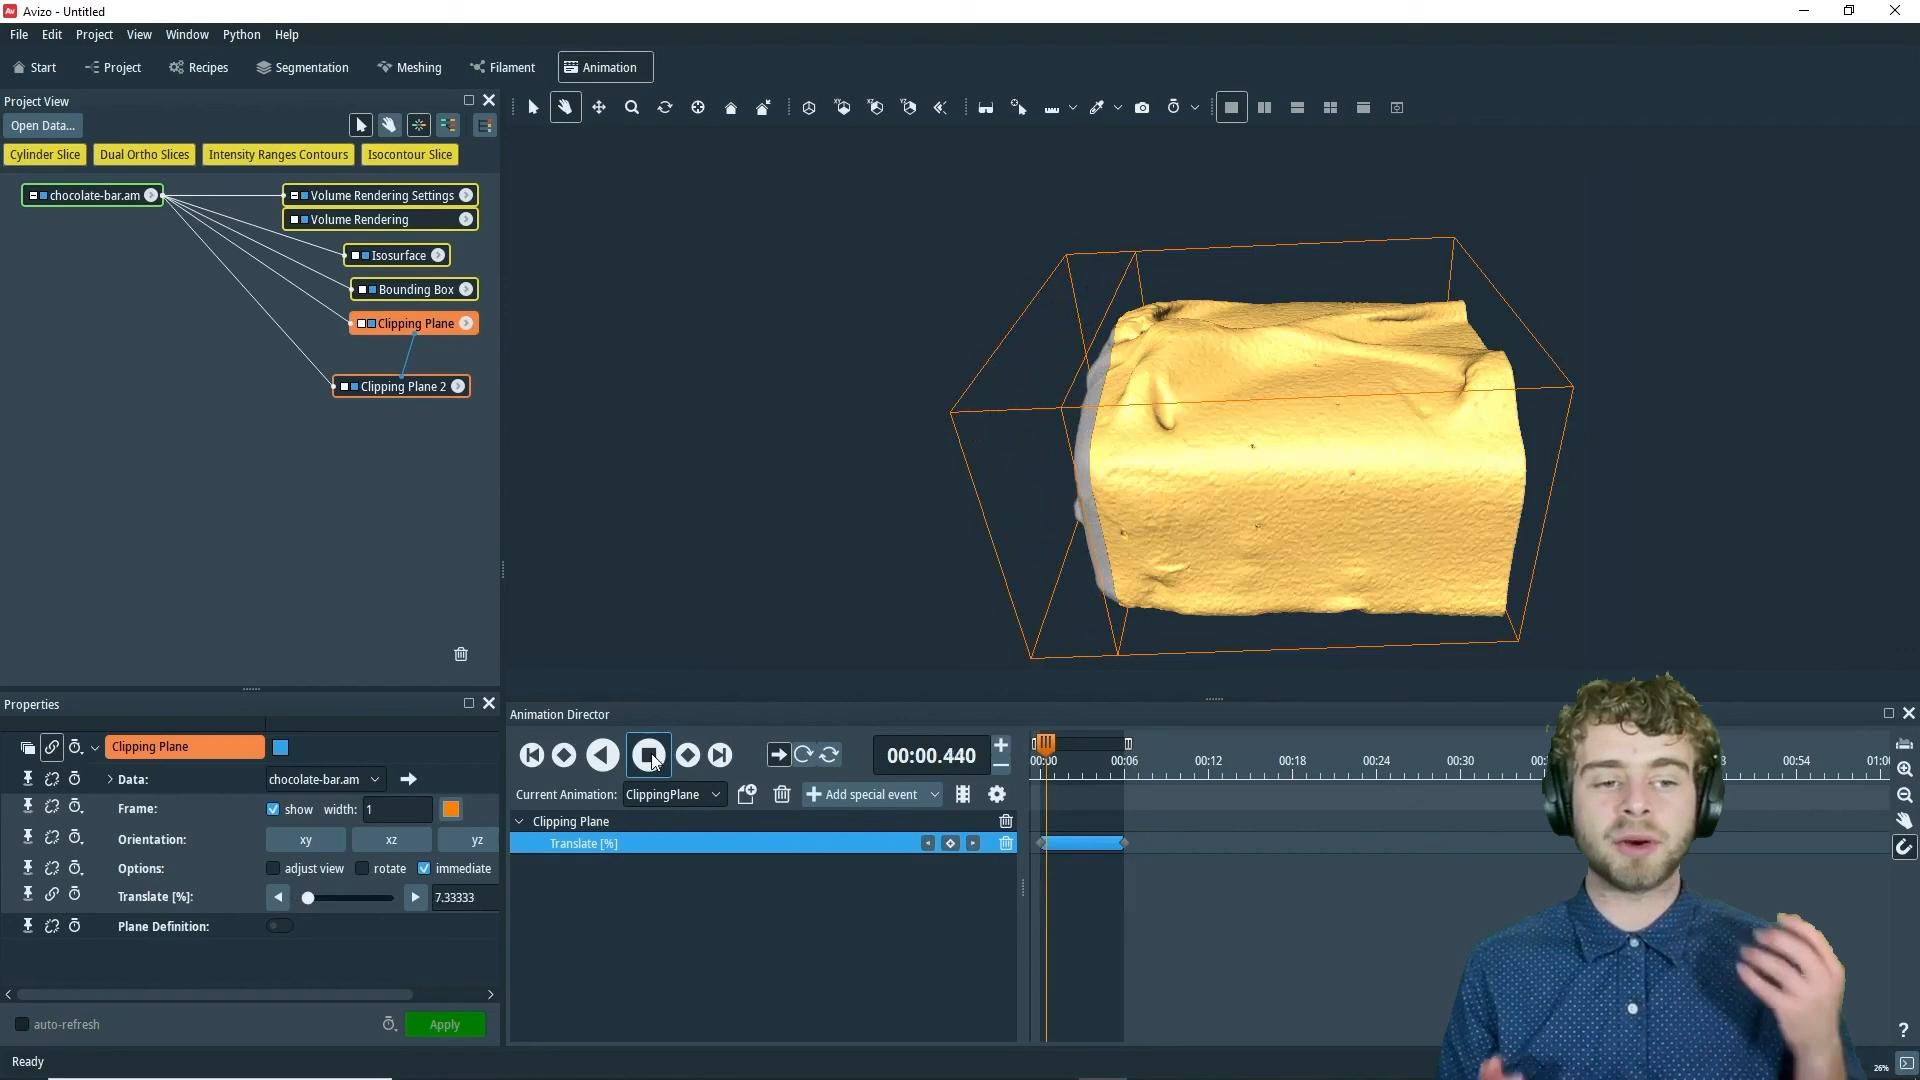 Av Avizo - Untitled
File Edit Project View Window Python Help
Start Project Recipes Segmentation Meshing Filament Animation
Project View
Open Data...
Cylinder Slice Dual Ortho Slices Intensity Ranges Contours Isocontour Slice
chocolate-bar.am
Volume Rendering Settings
Volume Rendering
Isosurface
Bounding Box
Clipping Plane
Clipping Plane 2
Properties
Clipping Plane
Data: chocolate-bar.am
Frame: show width: 1
Orientation: xy xz yz
Options: adjust view rotate immediate
Translate [%]: 7.33333
Plane Definition:
auto-refresh Apply
Ready
Animation Director
00:00.440
Current Animation: ClippingPlane Add special event
Clipping Plane
Translate [%]
00:00 00:06 00:12 00:18 00:24 00:30 00:54
26%